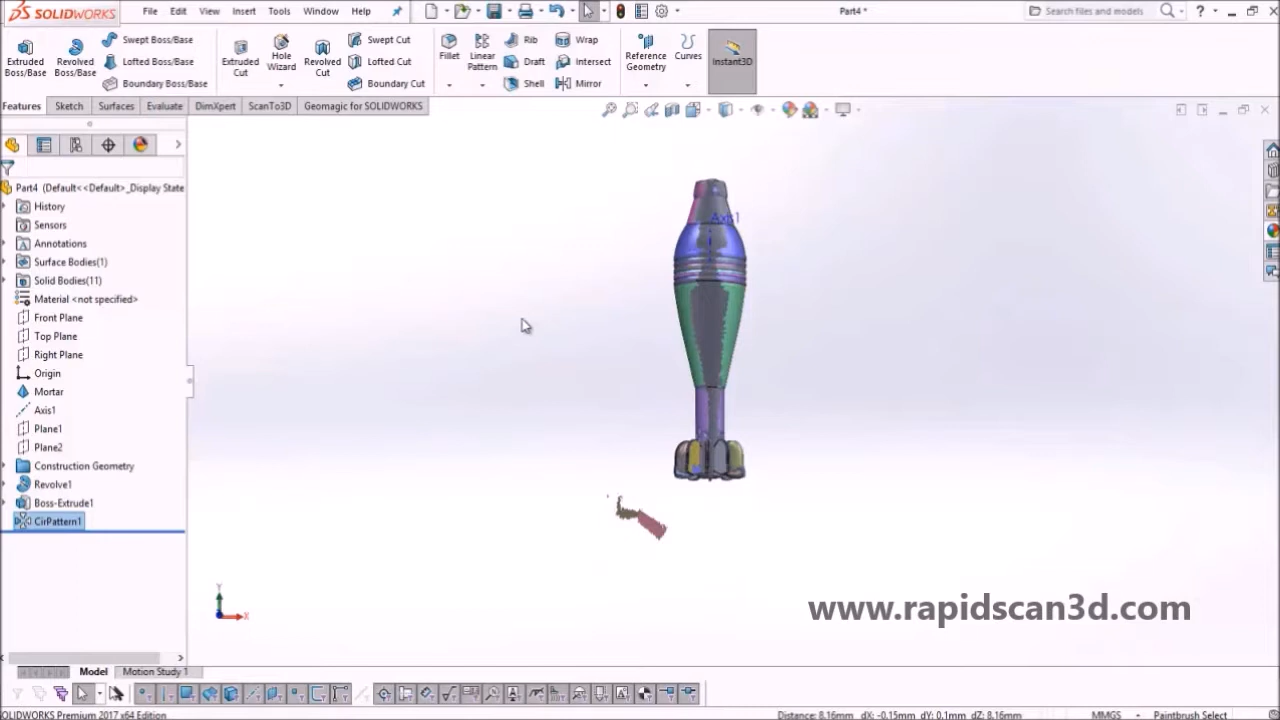 SOLIDWORKS File Edit View Insert Tools Window Help Part4 * Search files and models
Extruded Boss/Base
Revolved Boss/Base
Swept Boss/Base
Lofted Boss/Base
Boundary Boss/Base
Extruded Cut
Hole Wizard
Revolved Cut
Swept Cut
Lofted Cut
Boundary Cut
Fillet
Linear Pattern
Rib
Draft
Shell
Wrap
Intersect
Mirror
Reference Geometry
Curves
Instant3D
Features Sketch Surfaces Evaluate DimXpert ScanTo3D Geomagic for SOLIDWORKS
Part4 (Default<<Default>_Display State
History
Sensors
Annotations
Surface Bodies(1)
Solid Bodies(11)
Material <not specified>
Front Plane
Top Plane
Right Plane
Origin
Mortar
Axis1
Plane1
Plane2
Construction Geometry
Revolve1
Boss-Extrude1
CirPattern1
Axis1
Y
X
www.rapidscan3d.com
Model Motion Study 1
SOLIDWORKS Premium 2017 x64 Edition Distance: 8.16mm dX: -0.15mm dY: 0.1mm dZ: 8.16mm MMGS Paintbrush Select